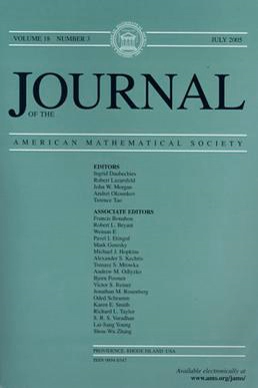 VOLUME 18 NUMBER 3 JULY 2005
JOURNAL
OF THE
AMERICAN MATHEMATICAL SOCIETY
EDITORS
Ingrid Daubechies
Robert Lazarsfeld
John W. Morgan
Andrei Okounkov
Terence Tao
ASSOCIATE EDITORS
Francis Bonahon
Robert L. Bryant
Weinan E
Pavel I. Etingof
Mark Goresky
Michael J. Hopkins
Alexander S. Kechris
Tomasz S. Mrowka
Andrew M. Odlyzko
Bjorn Poonen
Victor S. Reiner
Jonathan M. Rosenberg
Oded Schramm
Karen E. Smith
Richard L. Taylor
S. R. S. Varadhan
Lai-Sang Young
Shou-Wu Zhang
PROVIDENCE, RHODE ISLAND USA
ISSN 0894-0347
Available electronically at
www.ams.org/jams/